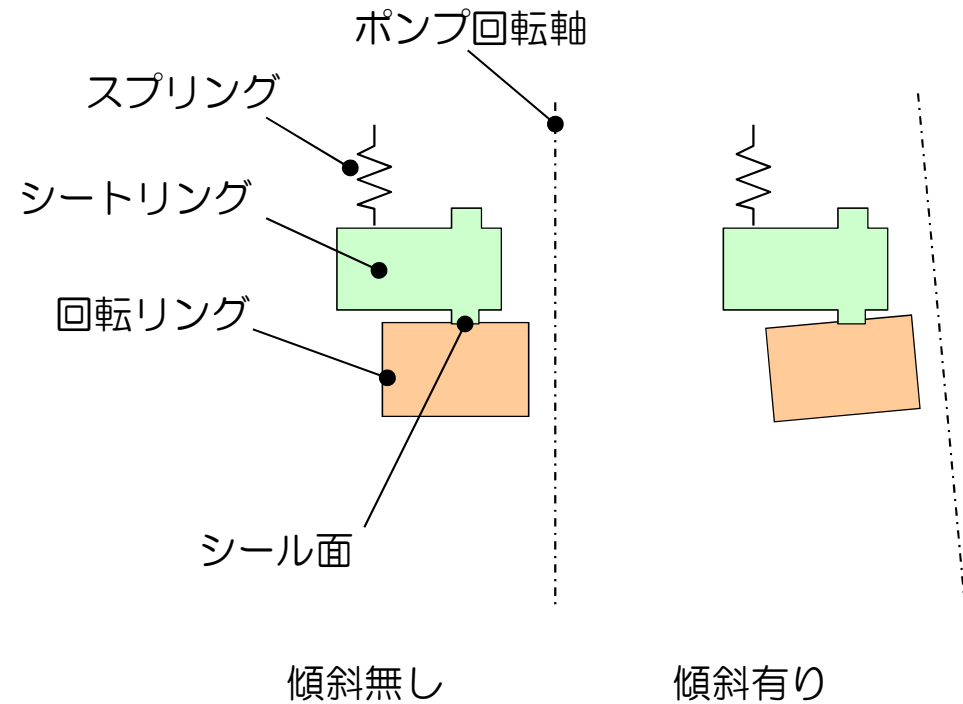 ポンプ回転軸
スプリング
シートリング
回転リング
シール面
傾斜無し
傾斜有り